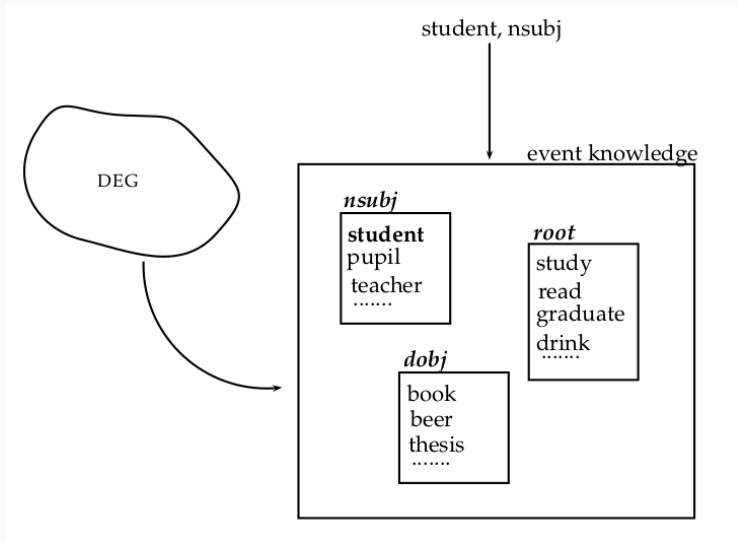 student, nsubj
event knowledge
DEG
nsubj
student
pupil
teacher
.......
root
study
read
graduate
drink
.......
dobj
book
beer
thesis
.......